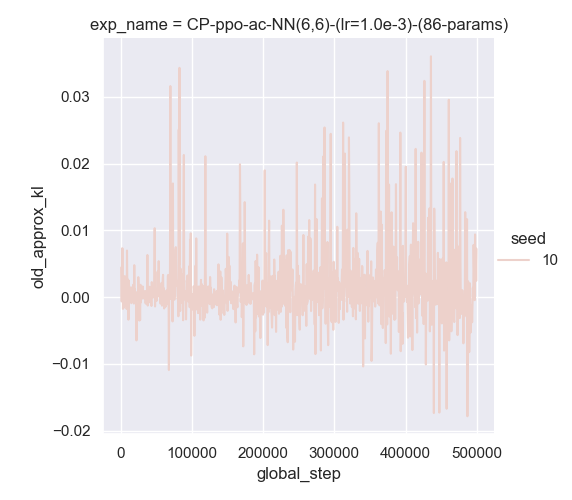 exp_name = CP-ppo-ac-NN(6,6)-(lr=1.0e-3)-(86-params)
0.03
0.02
0.01
0.00
−0.01
−0.02
old_approx_kl
seed
10
0 100000 200000 300000 400000 500000
global_step